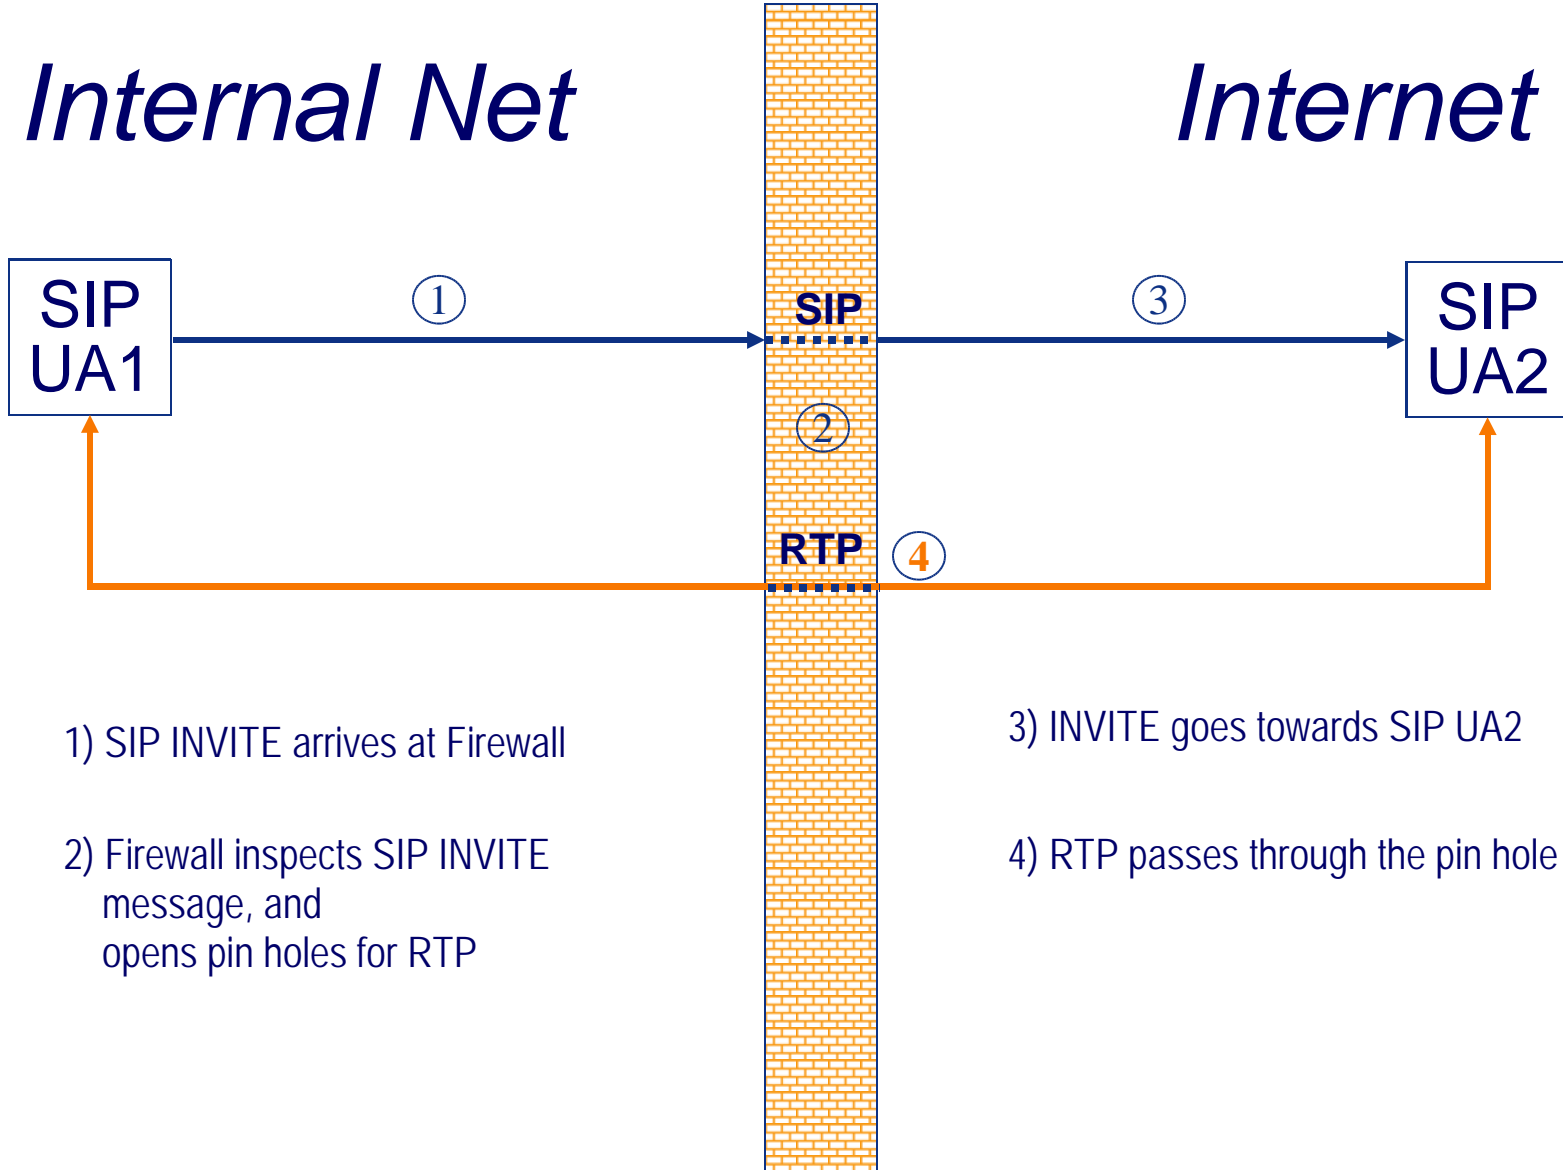 Internal Net
Internet
SIP
UA1
1
SIP
3
SIP
UA2
2
RTP
4
1) SIP INVITE arrives at Firewall
2) Firewall inspects SIP INVITE
message, and
opens pin holes for RTP
3) INVITE goes towards SIP UA2
4) RTP passes through the pin hole